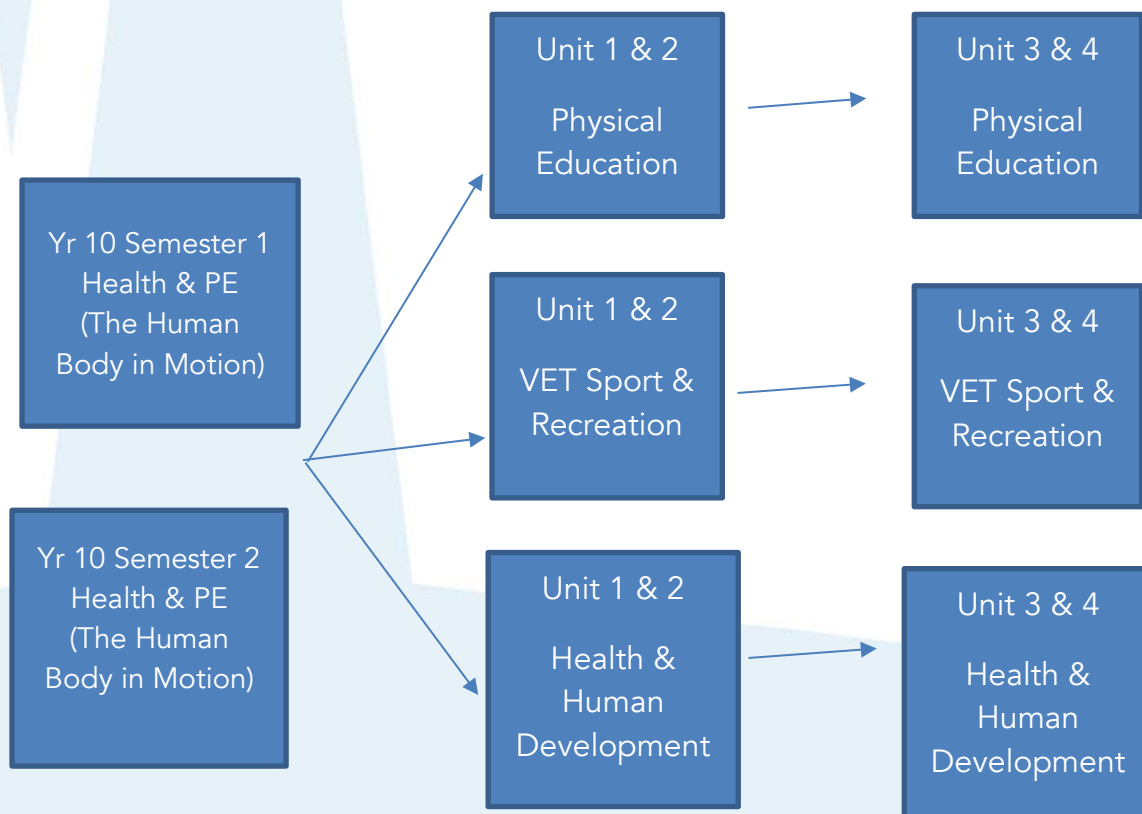 Yr 10 Semester 1
Health & PE
(The Human
Body in Motion)
Yr 10 Semester 2
Health & PE
(The Human
Body in Motion)
Unit 1 & 2
Physical
Education
Unit 3 & 4
Physical
Education
Unit 1 & 2
VET Sport &
Recreation
Unit 3 & 4
VET Sport &
Recreation
Unit 1 & 2
Health &
Human
Development
Unit 3 & 4
Health &
Human
Development